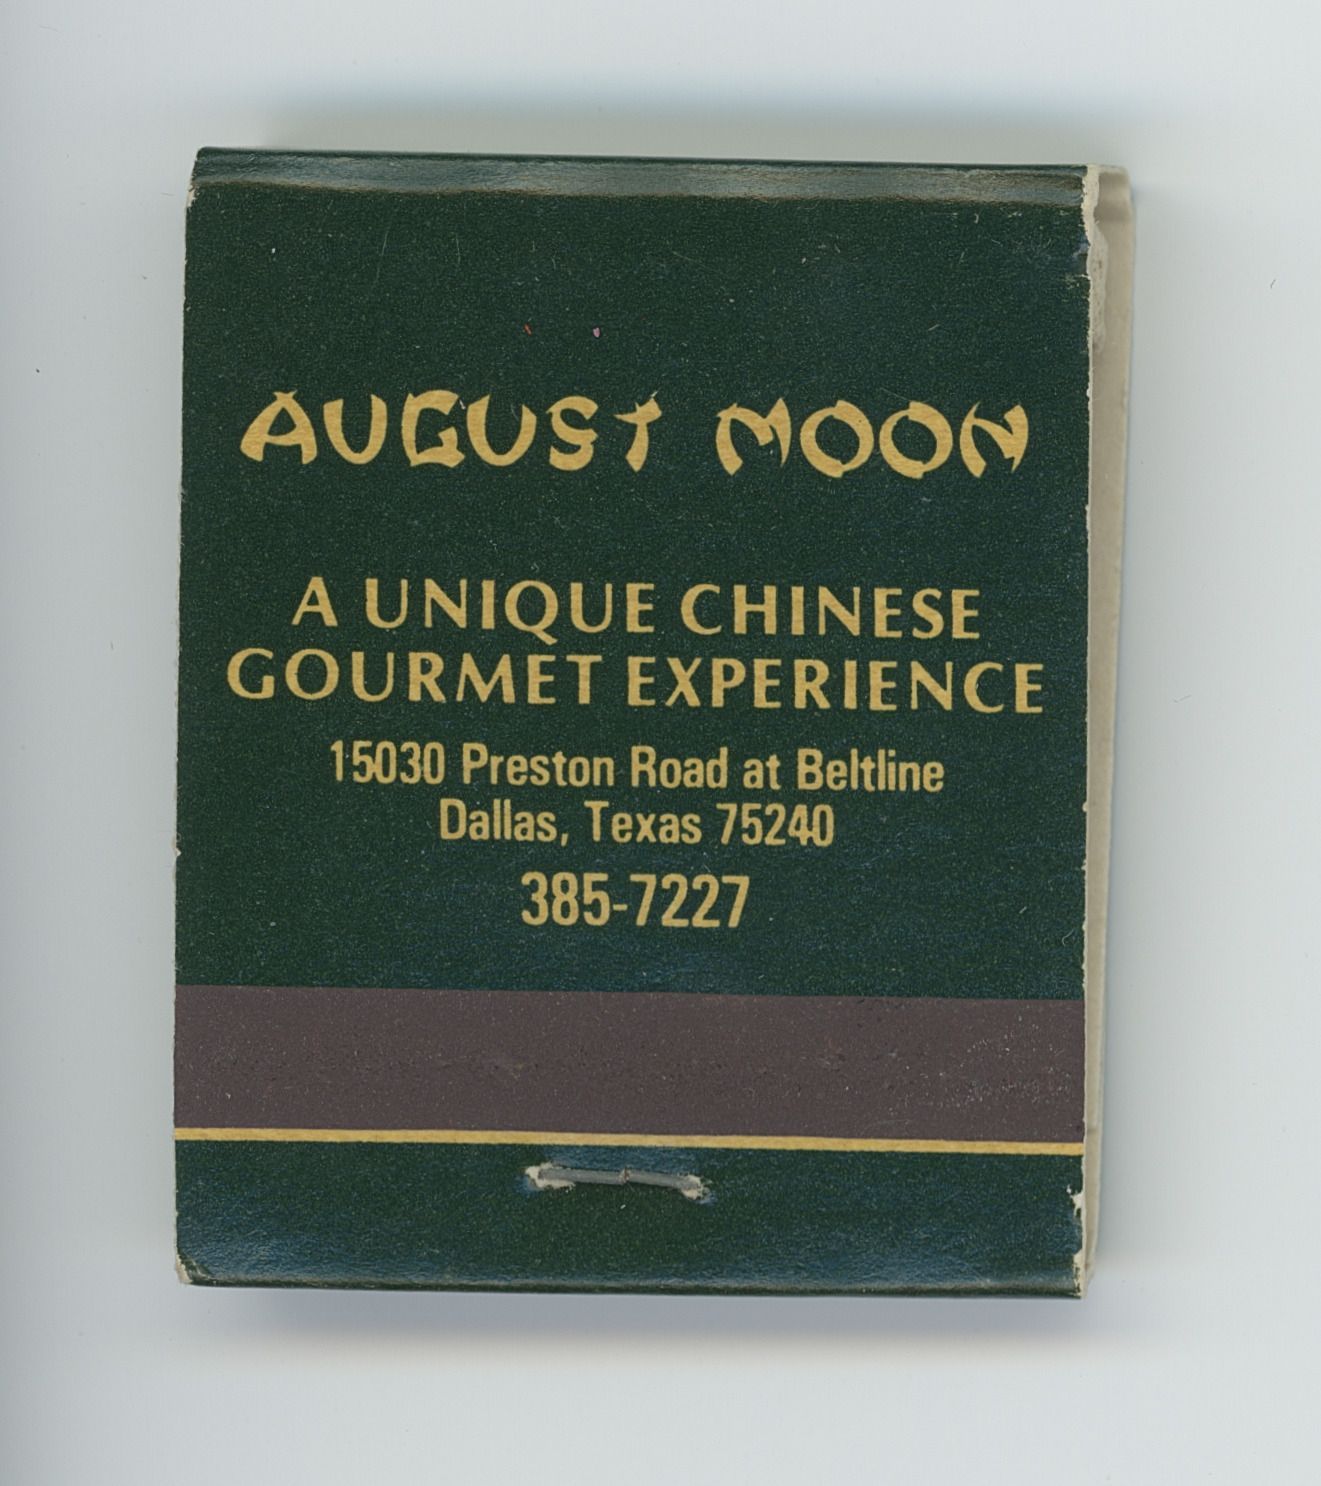 AUGUST MOON
A UNIQUE CHINESE
GOURMET EXPERIENCE
15030 Preston Road at Beltline
Dallas, Texas 75240
385-7227